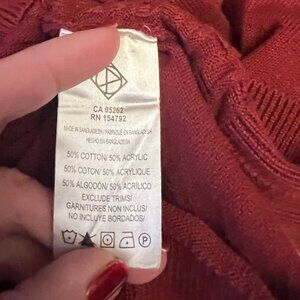 CA 05262
RN 154792
MADE IN BANGLADESH / FABRIQUÉ EN BANGLADESH
HECHO EN BANGLADESH
50% COTTON/ 50% ACRYLIC
50% COTON/ 50% ACRYLIQUE
50% ALGODÓN/ 50% ACRÍLICO
EXCLUDE TRIMS/
GARNITURES NON INCLUS/
NO INCLUYE BORDADOS/
P